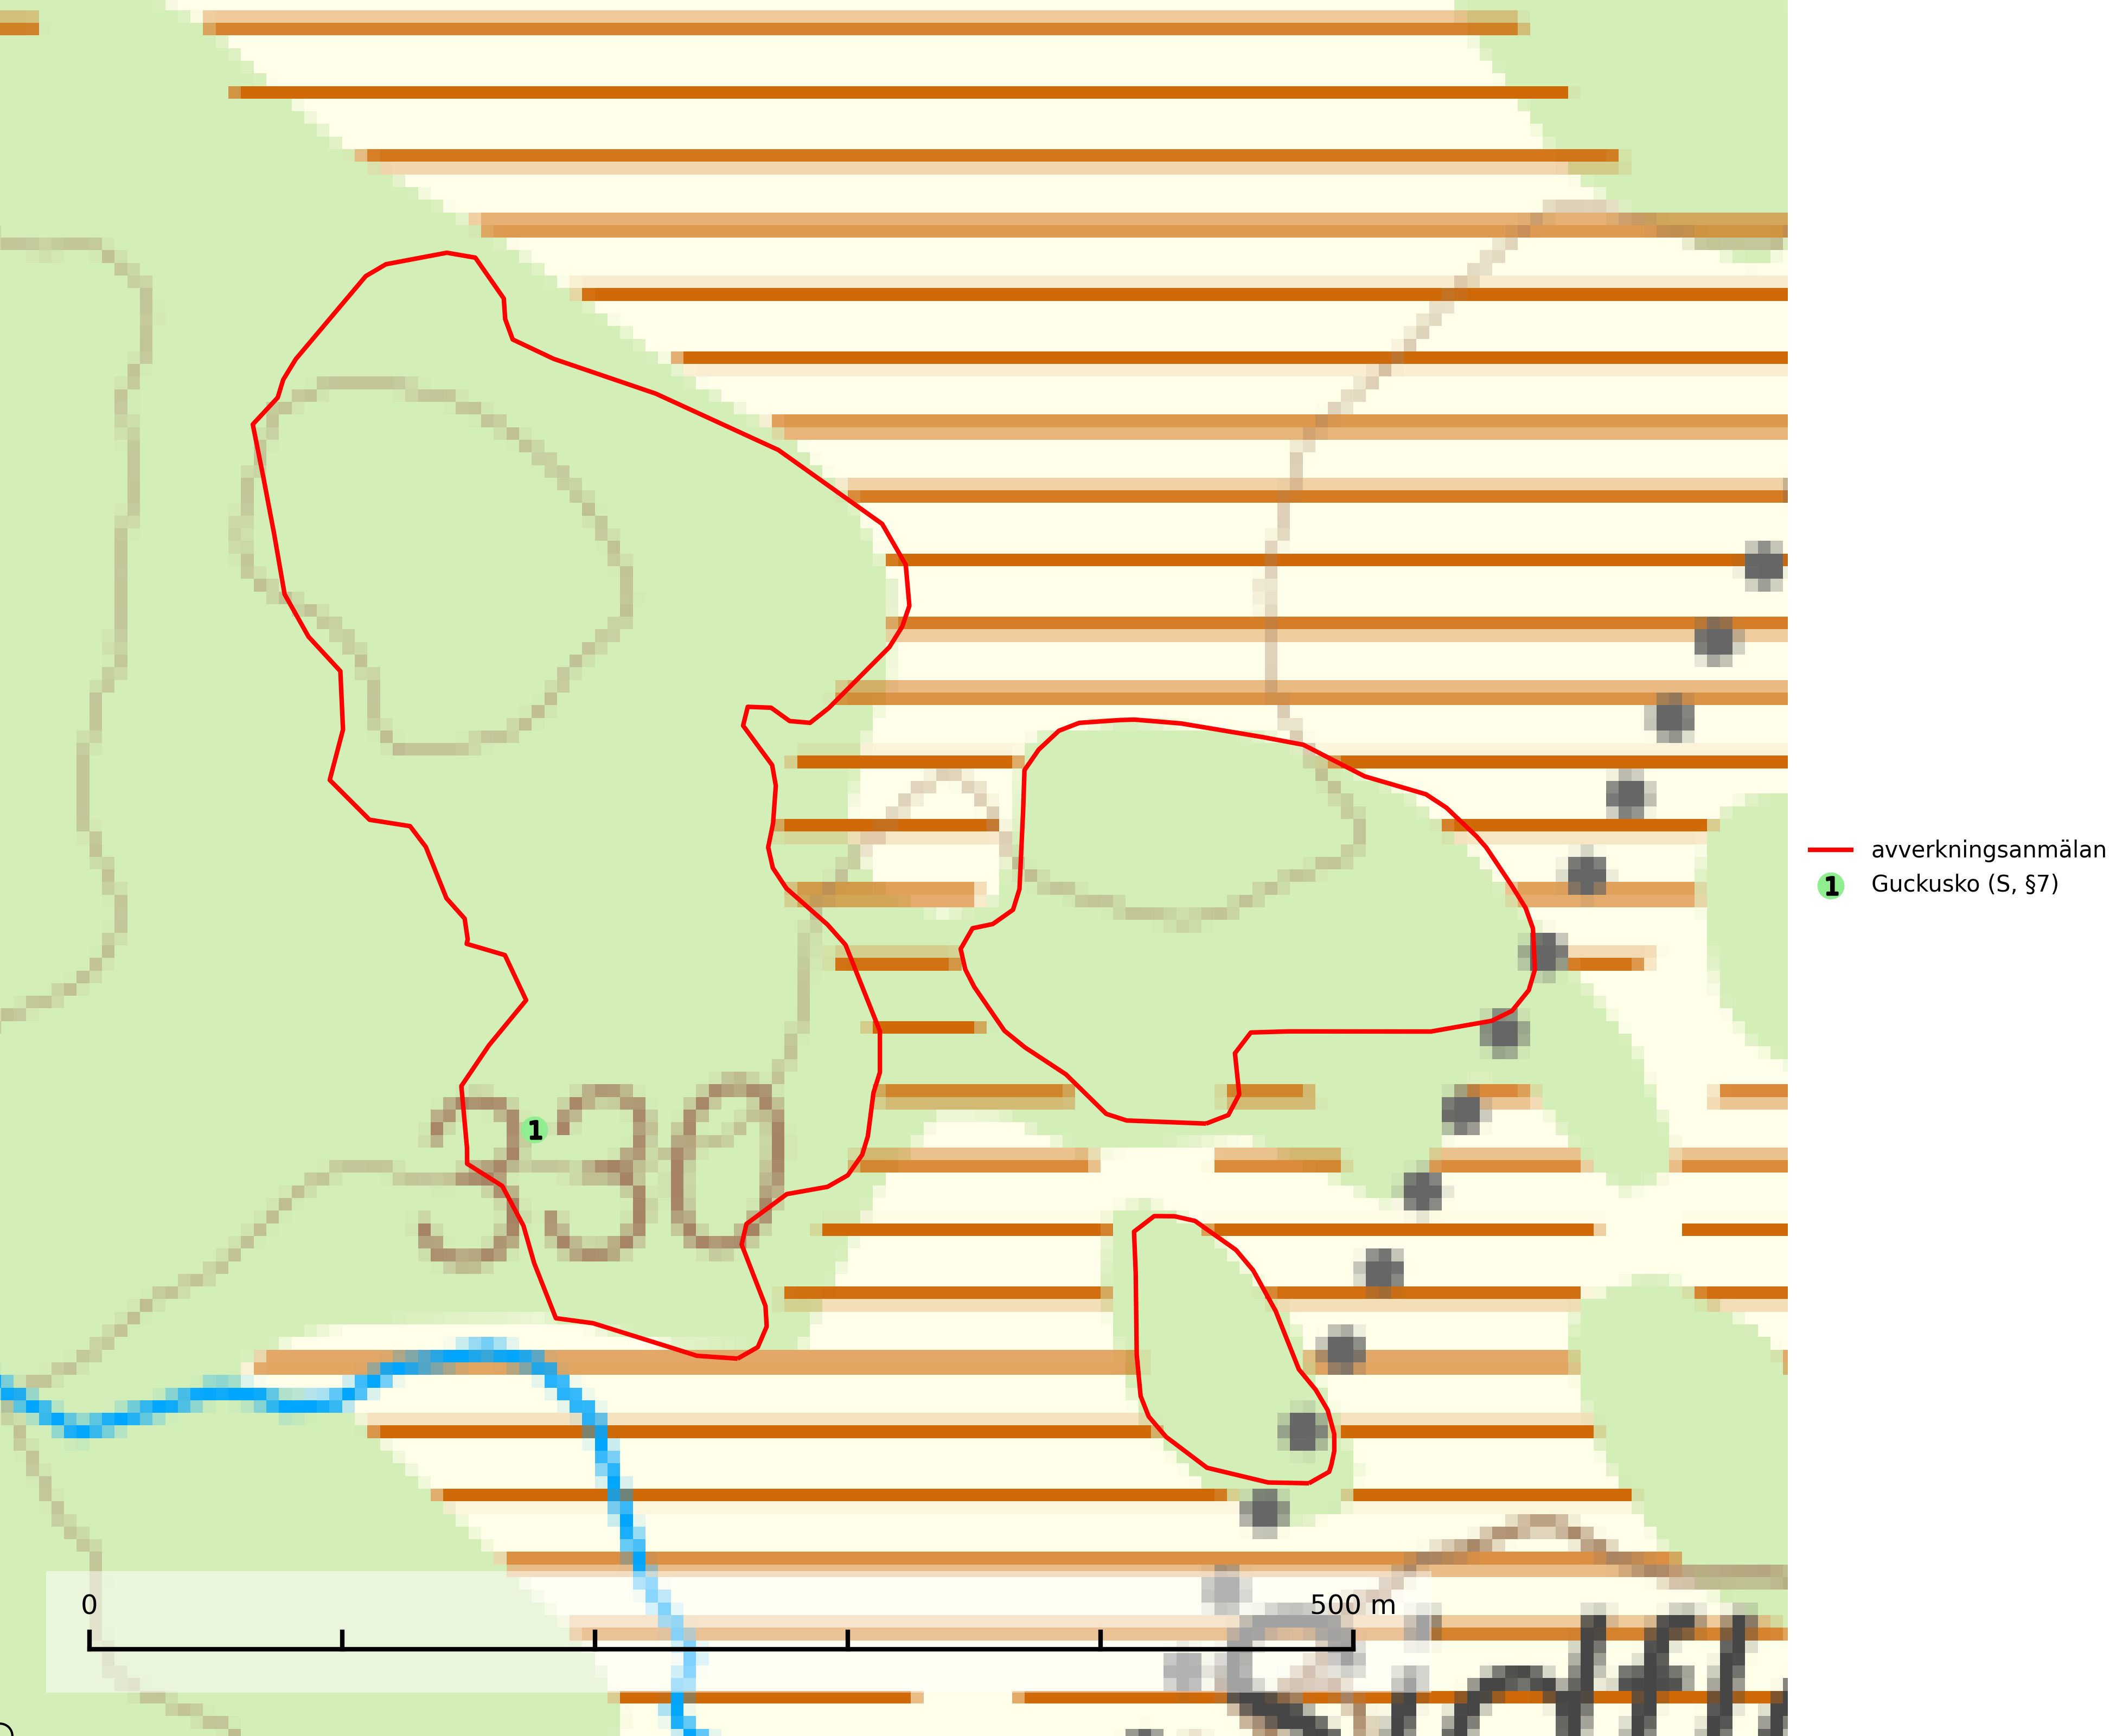 avverkningsanmälan
1 Guckusko (S, §7)
1
330
0 500 m